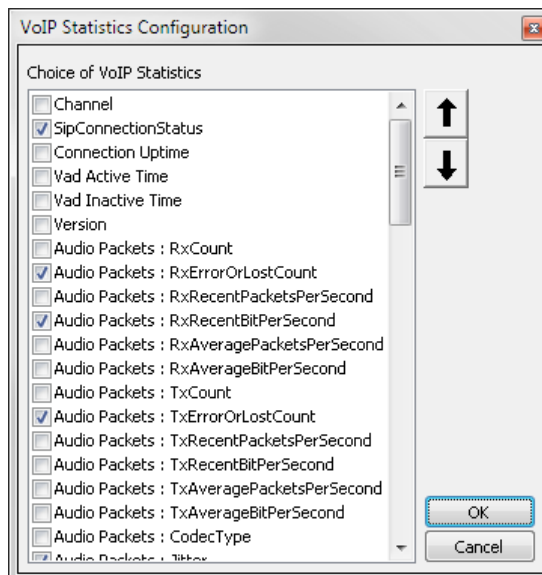 VoIP Statistics Configuration
Choice of VoIP Statistics
Channel
SipConnectionStatus
Connection Uptime
Vad Active Time
Vad Inactive Time
Version
Audio Packets : RxCount
Audio Packets : RxErrorOrLostCount
Audio Packets : RxRecentPacketsPerSecond
Audio Packets : RxRecentBitPerSecond
Audio Packets : RxAveragePacketsPerSecond
Audio Packets : RxAverageBitPerSecond
Audio Packets : TxCount
Audio Packets : TxErrorOrLostCount
Audio Packets : TxRecentPacketsPerSecond
Audio Packets : TxRecentBitPerSecond
Audio Packets : TxAveragePacketsPerSecond
Audio Packets : TxAverageBitPerSecond
Audio Packets : CodecType
Audio Packets : Jitter
OK
Cancel